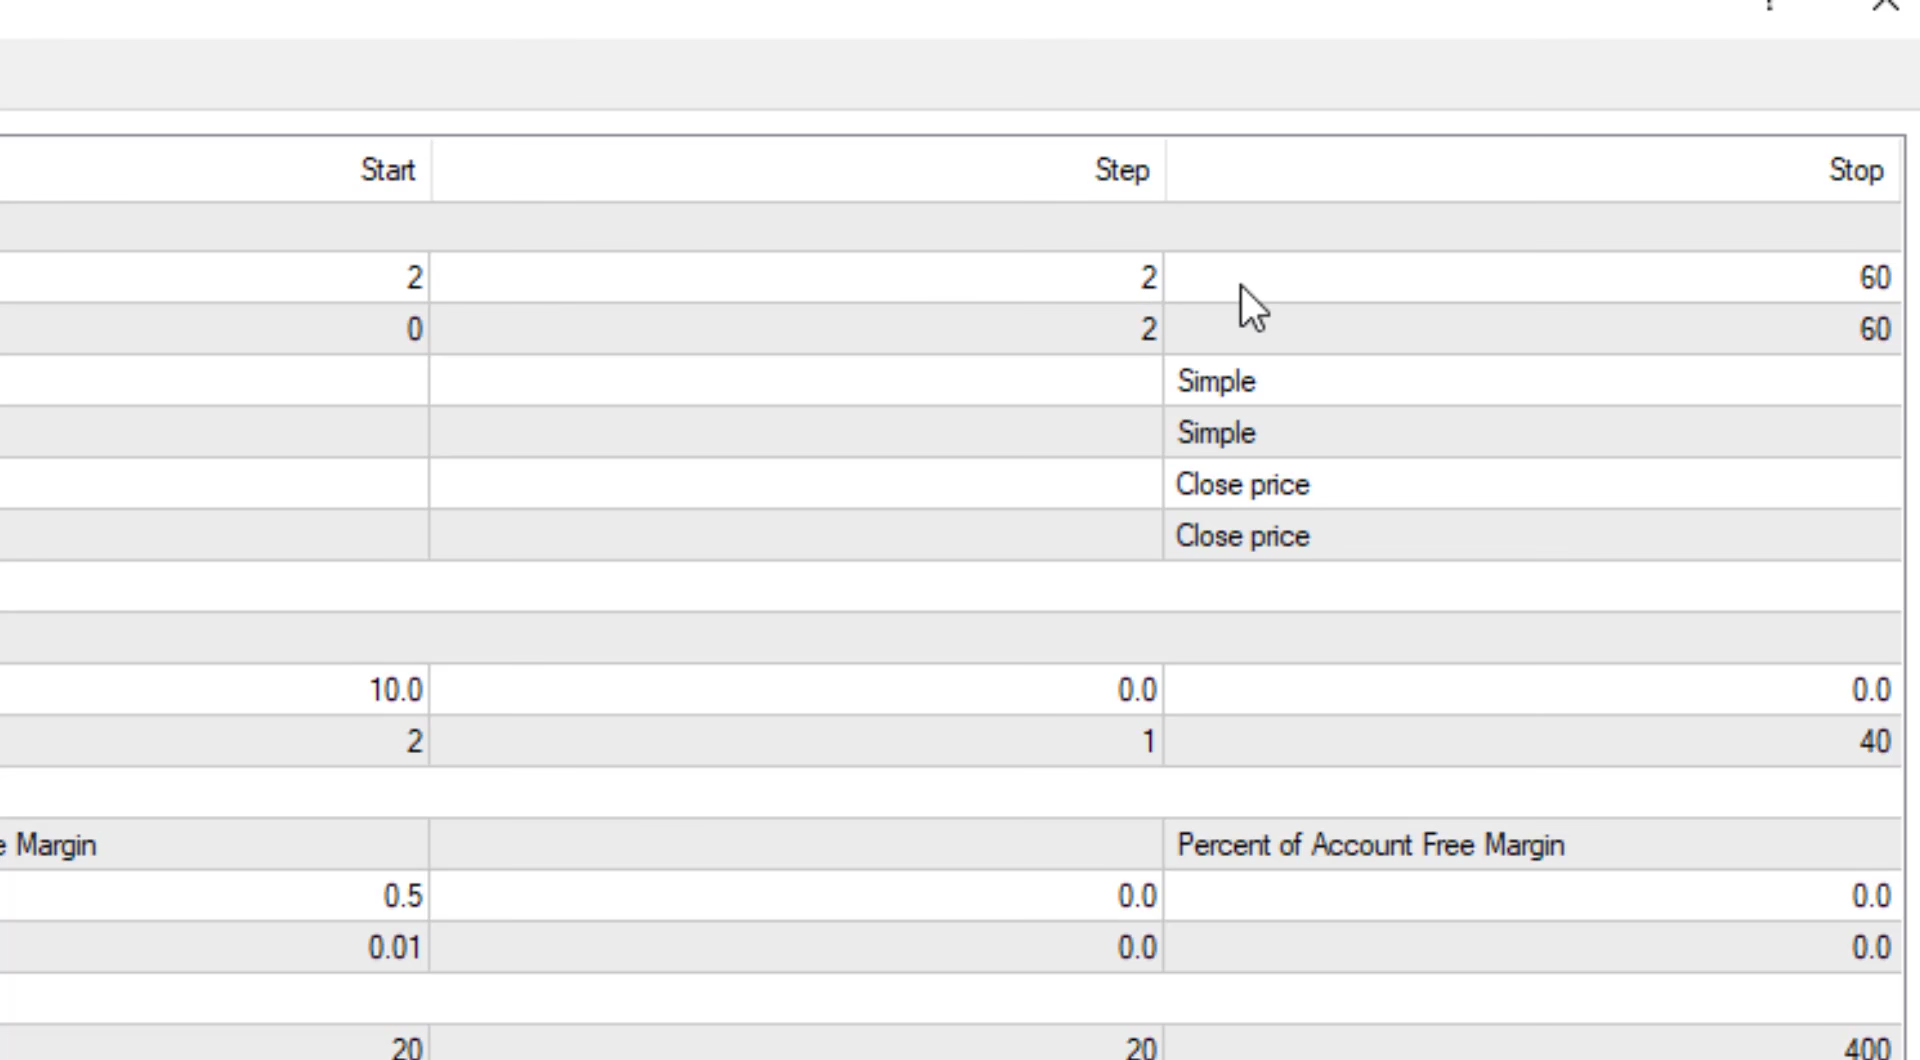 Start Step Stop
2 2 60
0 2 60
Simple
Simple
Close price
Close price
10.0 0.0 0.0
2 1 40
e Margin Percent of Account Free Margin
0.5 0.0 0.0
0.01 0.0 0.0
20 20 400